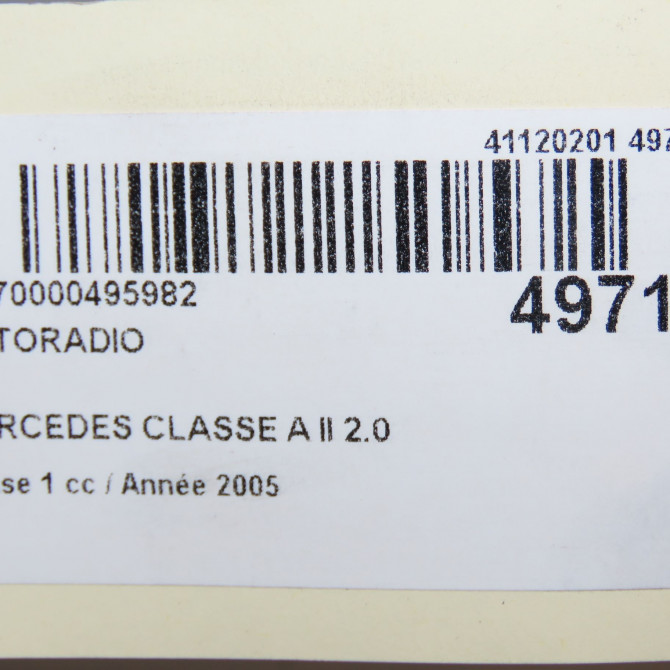 41120201 497
70000495982
4971
TORADIO
RCEDES CLASSE A II 2.0
se 1 cc / Année 2005